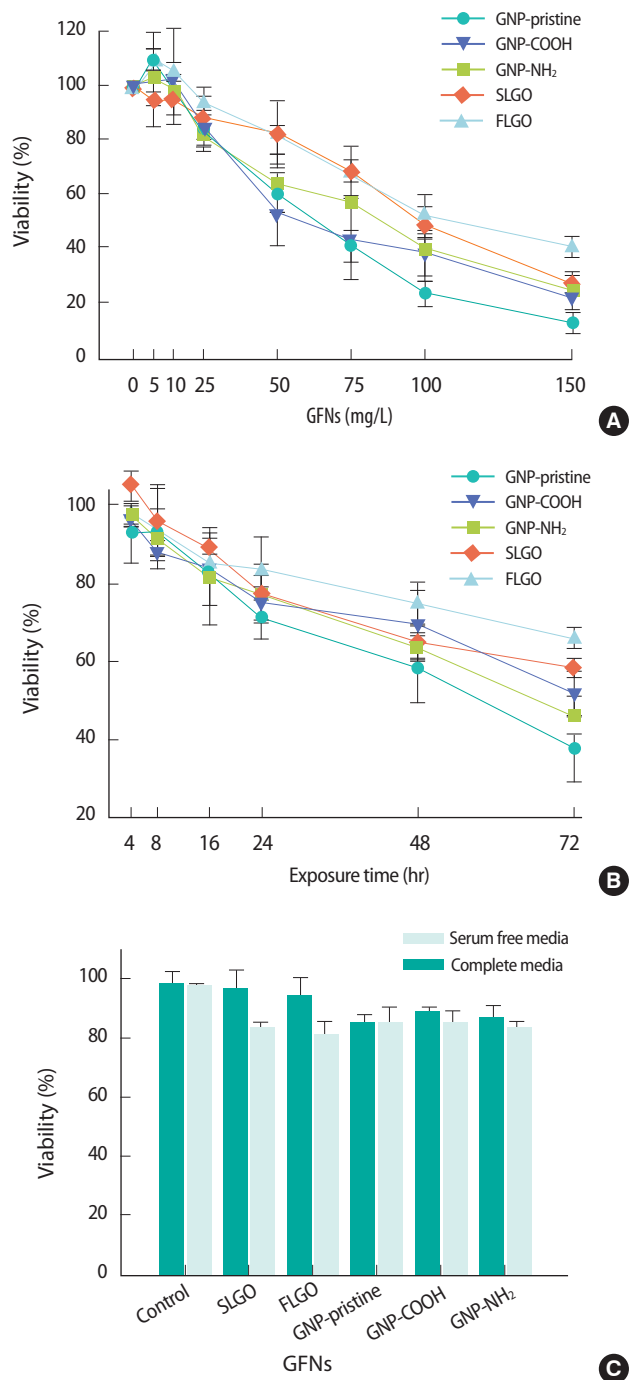 120
100
80
60
40
20
0
Viability (%)
GNP-pristine
GNP-COOH
GNP-NH₂
SLGO
FLGO
0 5 10 25 50 75 100 150
GFNs (mg/L)
A
100
80
60
40
20
Viability (%)
GNP-pristine
GNP-COOH
GNP-NH₂
SLGO
FLGO
4 8 16 24 48 72
Exposure time (hr)
B
Serum free media
Complete media
100
80
60
40
20
0
Viability (%)
Control SLGO FLGO GNP-pristine GNP-COOH GNP-NH₂
GFNs
C